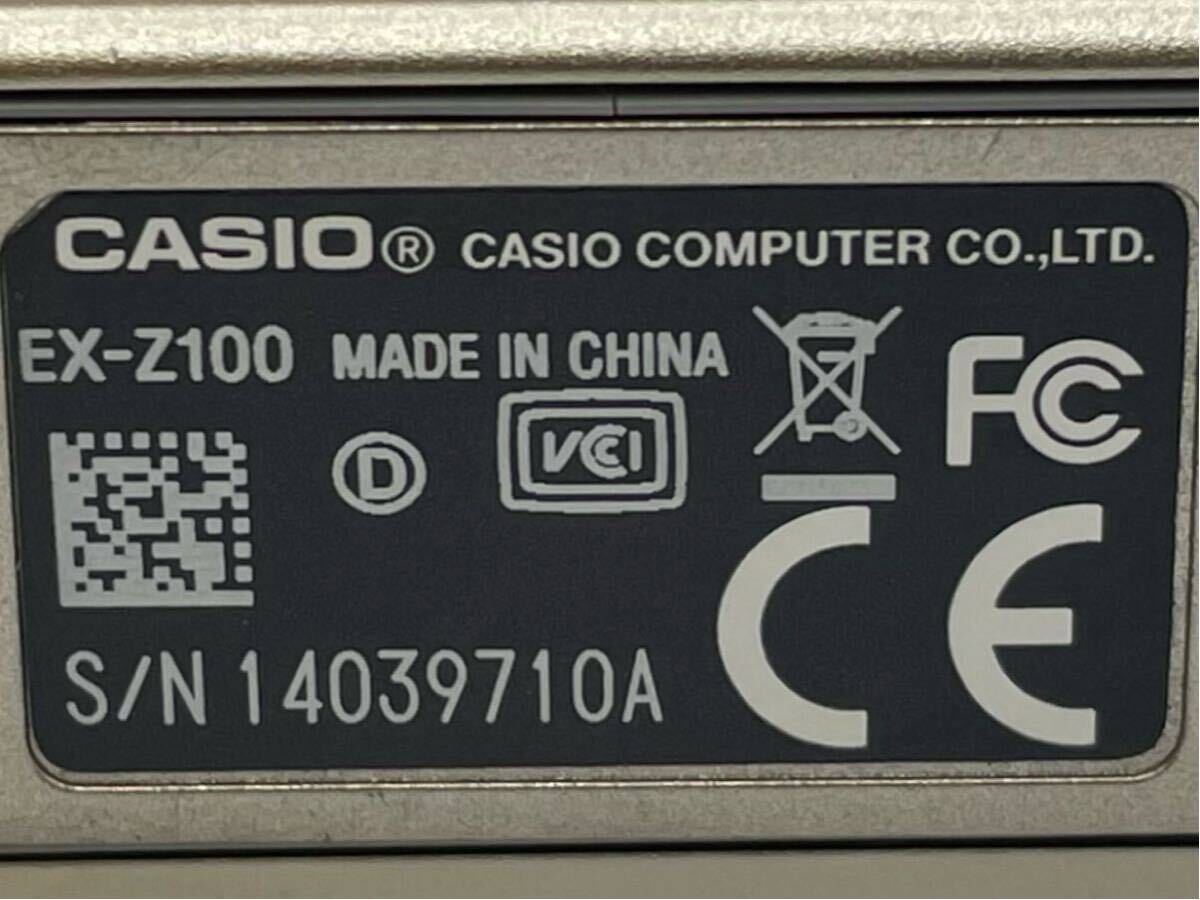 CASIO® CASIO COMPUTER CO.,LTD.
EX-Z100 MADE IN CHINA
FC
D VCCI
CE
S/N 14039710A